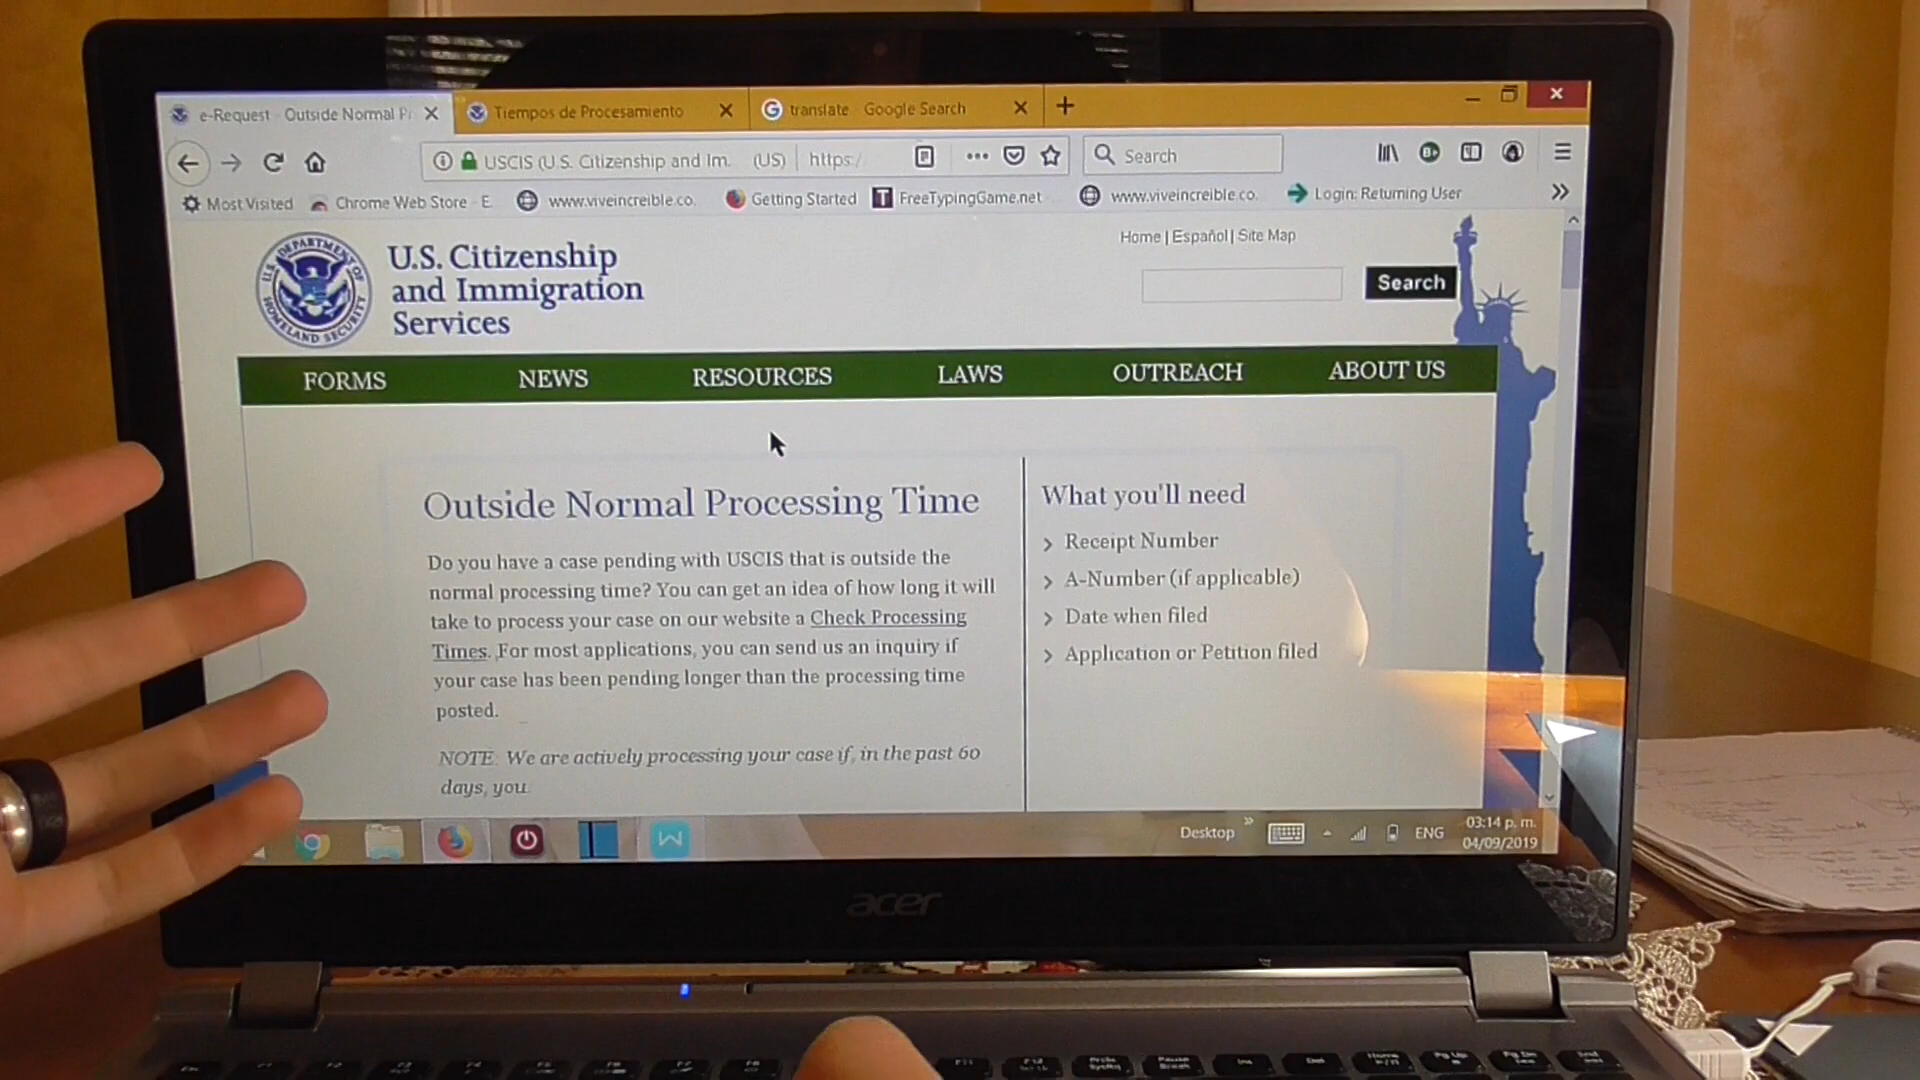 e-Request - Outside Normal Pr
Tiempos de Procesamiento
translate - Google Search
USCIS (U.S. Citizenship and Im... (US)
https:/
Search
Most Visited
Chrome Web Store - E...
www.viveincreible.co...
Getting Started
FreeTypingGame.net
www.viveincreible.co...
Login: Returning User
U.S. DEPARTMENT OF HOMELAND SECURITY
U.S. Citizenship
and Immigration
Services
Home | Español | Site Map
Search
FORMS NEWS RESOURCES LAWS OUTREACH ABOUT US
Outside Normal Processing Time
Do you have a case pending with USCIS that is outside the
normal processing time? You can get an idea of how long it will
take to process your case on our website a Check Processing
Times. For most applications, you can send us an inquiry if
your case has been pending longer than the processing time
posted.
NOTE: We are actively processing your case if, in the past 60
days, you:
What you'll need
Receipt Number
A-Number (if applicable)
Date when filed
Application or Petition filed
Desktop
ENG
03:14 p. m.
04/09/2019
acer